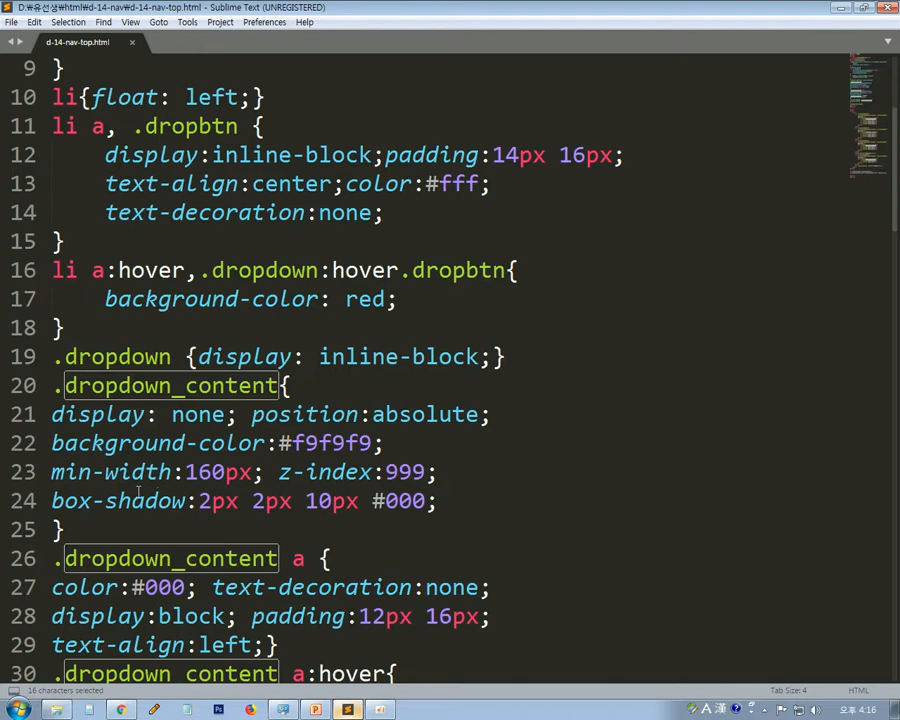 D:\유선생\html\d-14-nav\d-14-nav-top.html - Sublime Text (UNREGISTERED)
File Edit Selection Find View Goto Tools Project Preferences Help
d-14-nav-top.html
9 }
10 li{float: left;}
11 li a, .dropbtn {
12 display:inline-block;padding:14px 16px;
13 text-align:center;color:#fff;
14 text-decoration:none;
15 }
16 li a:hover,.dropdown:hover.dropbtn{
17 background-color: red;
18 }
19 .dropdown {display: inline-block;}
20 .dropdown_content{
21 display: none; position:absolute;
22 background-color:#f9f9f9;
23 min-width:160px; z-index:999;
24 box-shadow:2px 2px 10px #000;
25 }
26 .dropdown_content a {
27 color:#000; text-decoration:none;
28 display:block; padding:12px 16px;
29 text-align:left;}
30 .dropdown_content a:hover{
16 characters selected Tab Size: 4 HTML
A 漢 오후 4:16